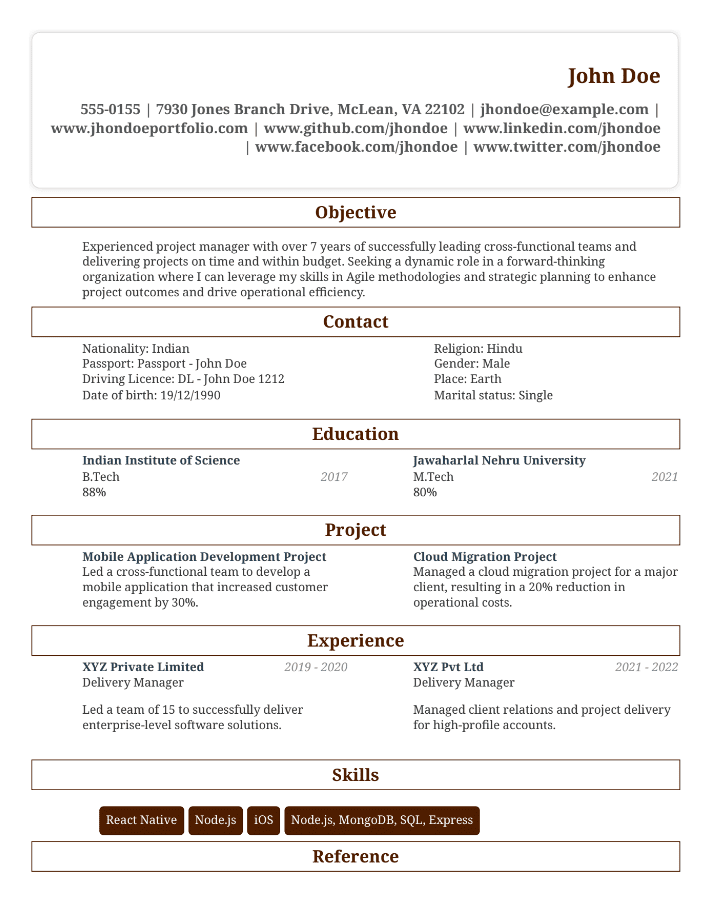 John Doe
555-0155 | 7930 Jones Branch Drive, McLean, VA 22102 | jhondoe@example.com |
www.jhondoeportfolio.com | www.github.com/jhondoe | www.linkedin.com/jhondoe
| www.facebook.com/jhondoe | www.twitter.com/jhondoe
Objective
Experienced project manager with over 7 years of successfully leading cross-functional teams and
delivering projects on time and within budget. Seeking a dynamic role in a forward-thinking
organization where I can leverage my skills in Agile methodologies and strategic planning to enhance
project outcomes and drive operational efficiency.
Contact
Nationality: Indian
Passport: Passport - John Doe
Driving Licence: DL - John Doe 1212
Date of birth: 19/12/1990
Religion: Hindu
Gender: Male
Place: Earth
Marital status: Single
Education
Indian Institute of Science
B.Tech 2017
88%
Jawaharlal Nehru University
M.Tech 2021
80%
Project
Mobile Application Development Project
Led a cross-functional team to develop a
mobile application that increased customer
engagement by 30%.
Cloud Migration Project
Managed a cloud migration project for a major
client, resulting in a 20% reduction in
operational costs.
Experience
XYZ Private Limited 2019 - 2020
Delivery Manager
Led a team of 15 to successfully deliver
enterprise-level software solutions.
XYZ Pvt Ltd 2021 - 2022
Delivery Manager
Managed client relations and project delivery
for high-profile accounts.
Skills
React Native Node.js iOS Node.js, MongoDB, SQL, Express
Reference